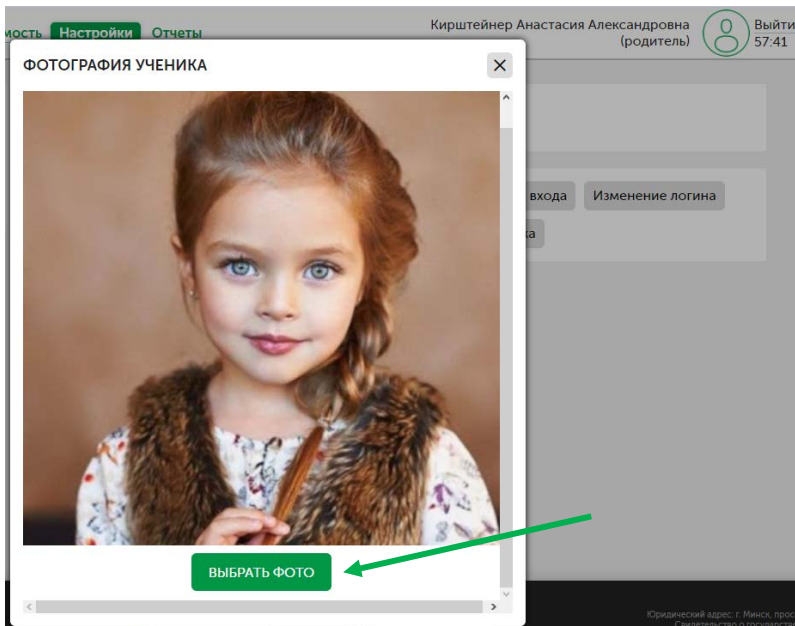 Настройки Отчеты
Кирштейнер Анастасия Александровна
(родитель)
Выйти
57:41
ФОТОГРАФИЯ УЧЕНИКА
входа Изменение логина
ВЫБРАТЬ ФОТО
Юридический адрес: г. Минск,
Свидетельство о